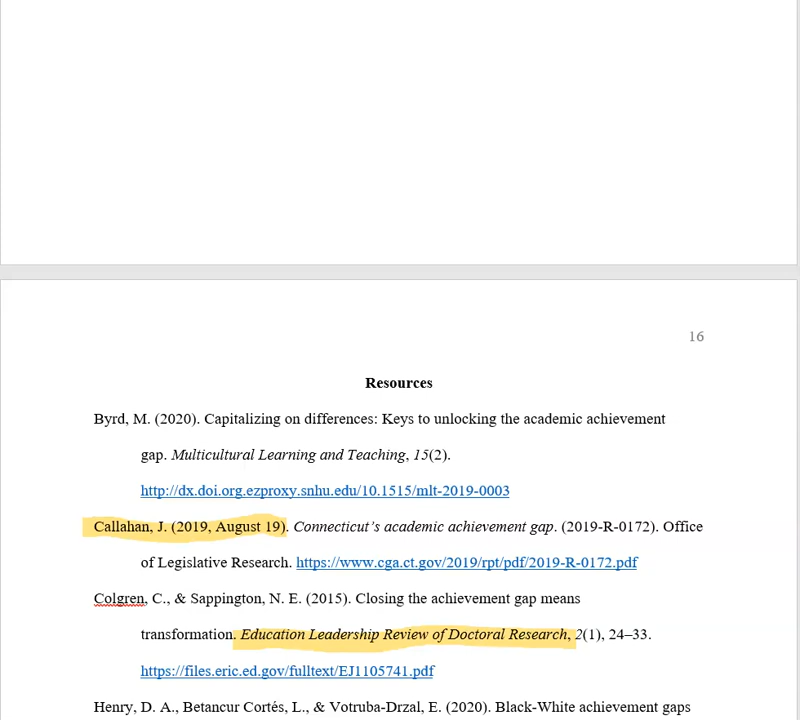 16
Resources
Byrd, M. (2020). Capitalizing on differences: Keys to unlocking the academic achievement
gap. Multicultural Learning and Teaching, 15(2).
http://dx.doi.org.ezproxy.snhu.edu/10.1515/mlt-2019-0003
Callahan, J. (2019, August 19). Connecticut’s academic achievement gap. (2019-R-0172). Office
of Legislative Research. https://www.cga.ct.gov/2019/rpt/pdf/2019-R-0172.pdf
Colgren, C., & Sappington, N. E. (2015). Closing the achievement gap means
transformation. Education Leadership Review of Doctoral Research, 2(1), 24–33.
https://files.eric.ed.gov/fulltext/EJ1105741.pdf
Henry, D. A., Betancur Cortés, L., & Votruba-Drzal, E. (2020). Black-White achievement gaps